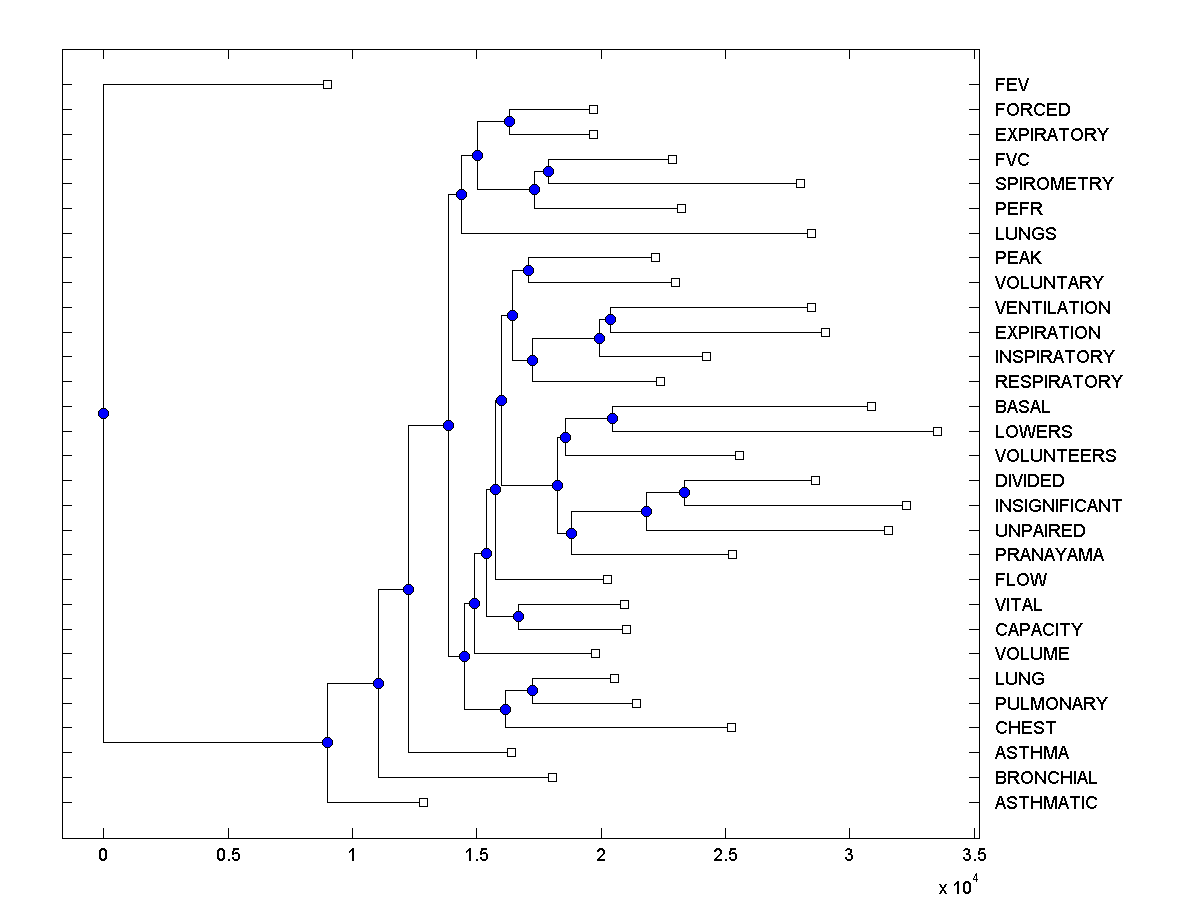 FEV
FORCED
EXPIRATORY
FVC
SPIROMETRY
PEFR
LUNGS
PEAK
VOLUNTARY
VENTILATION
EXPIRATION
INSPIRATORY
RESPIRATORY
BASAL
LOWERS
VOLUNTEERS
DIVIDED
INSIGNIFICANT
UNPAIRED
PRANAYAMA
FLOW
VITAL
CAPACITY
VOLUME
LUNG
PULMONARY
CHEST
ASTHMA
BRONCHIAL
ASTHMATIC
0 0.5 1 1.5 2 2.5 3 3.5
x 10^4